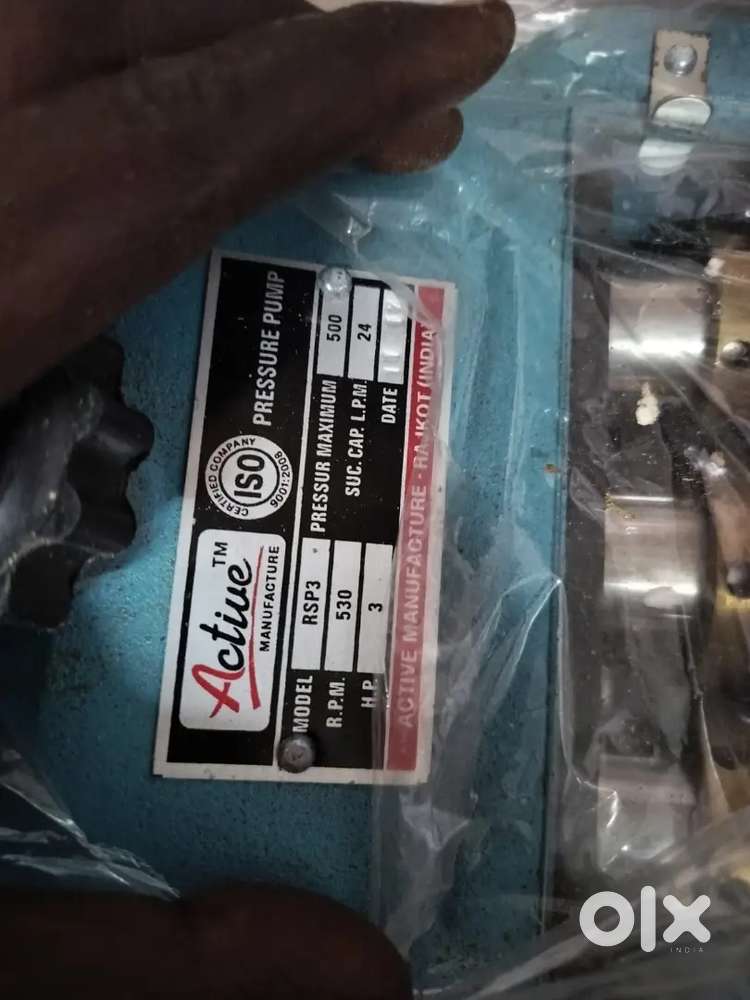 Active TM
MANUFACTURE
CERTIFIED COMPANY
ISO
9001:2008
PRESSURE PUMP
MODEL RSP3 PRESSUR MAXIMUM 500
R.P.M. 530 SUC. CAP. L.P.M. 24
H.P. 3 DATE
ACTIVE MANUFACTURE - RAJKOT (INDIA)
olx
INDIA